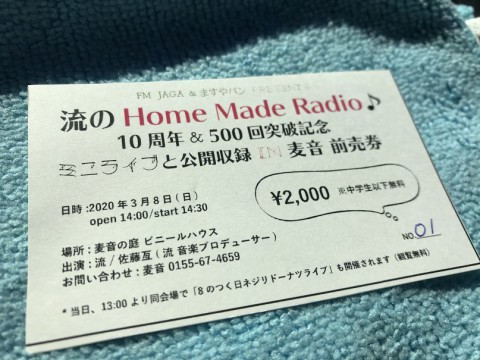 FM JAGA & ますやパン PRESENTS
流の Home Made Radio♪
10 周年 & 500 回突破記念
ミニライブと公開収録 IN 麦音 前売券
日時：2020 年 3 月 8 日 (日)
open 14:00/start 14:30
¥2,000 ※中学生以下無料
場所：麦音の庭 ビニールハウス
出演：流 / 佐藤亙 ( 流 音楽プロデューサー )
お問い合わせ：麦音 0155-67-4659
NO. 01
* 当日、13:00 より同会場で「8 のつく日ネジリドーナツライブ」も開催されます (観覧無料)